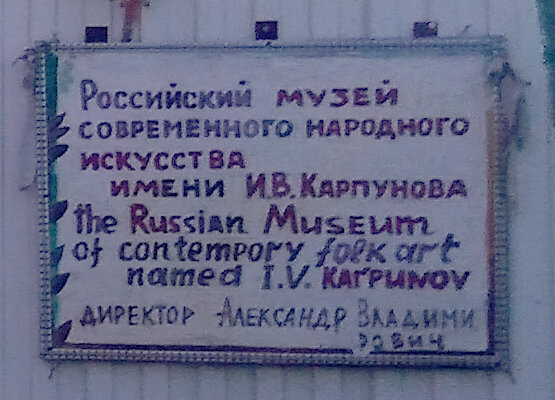 Российский музей
современного народного
искусства
имени И.В.Карпунова
the Russian Museum
of contempory folk art
named I.V. Karpunov
директор Александр Владими
рович